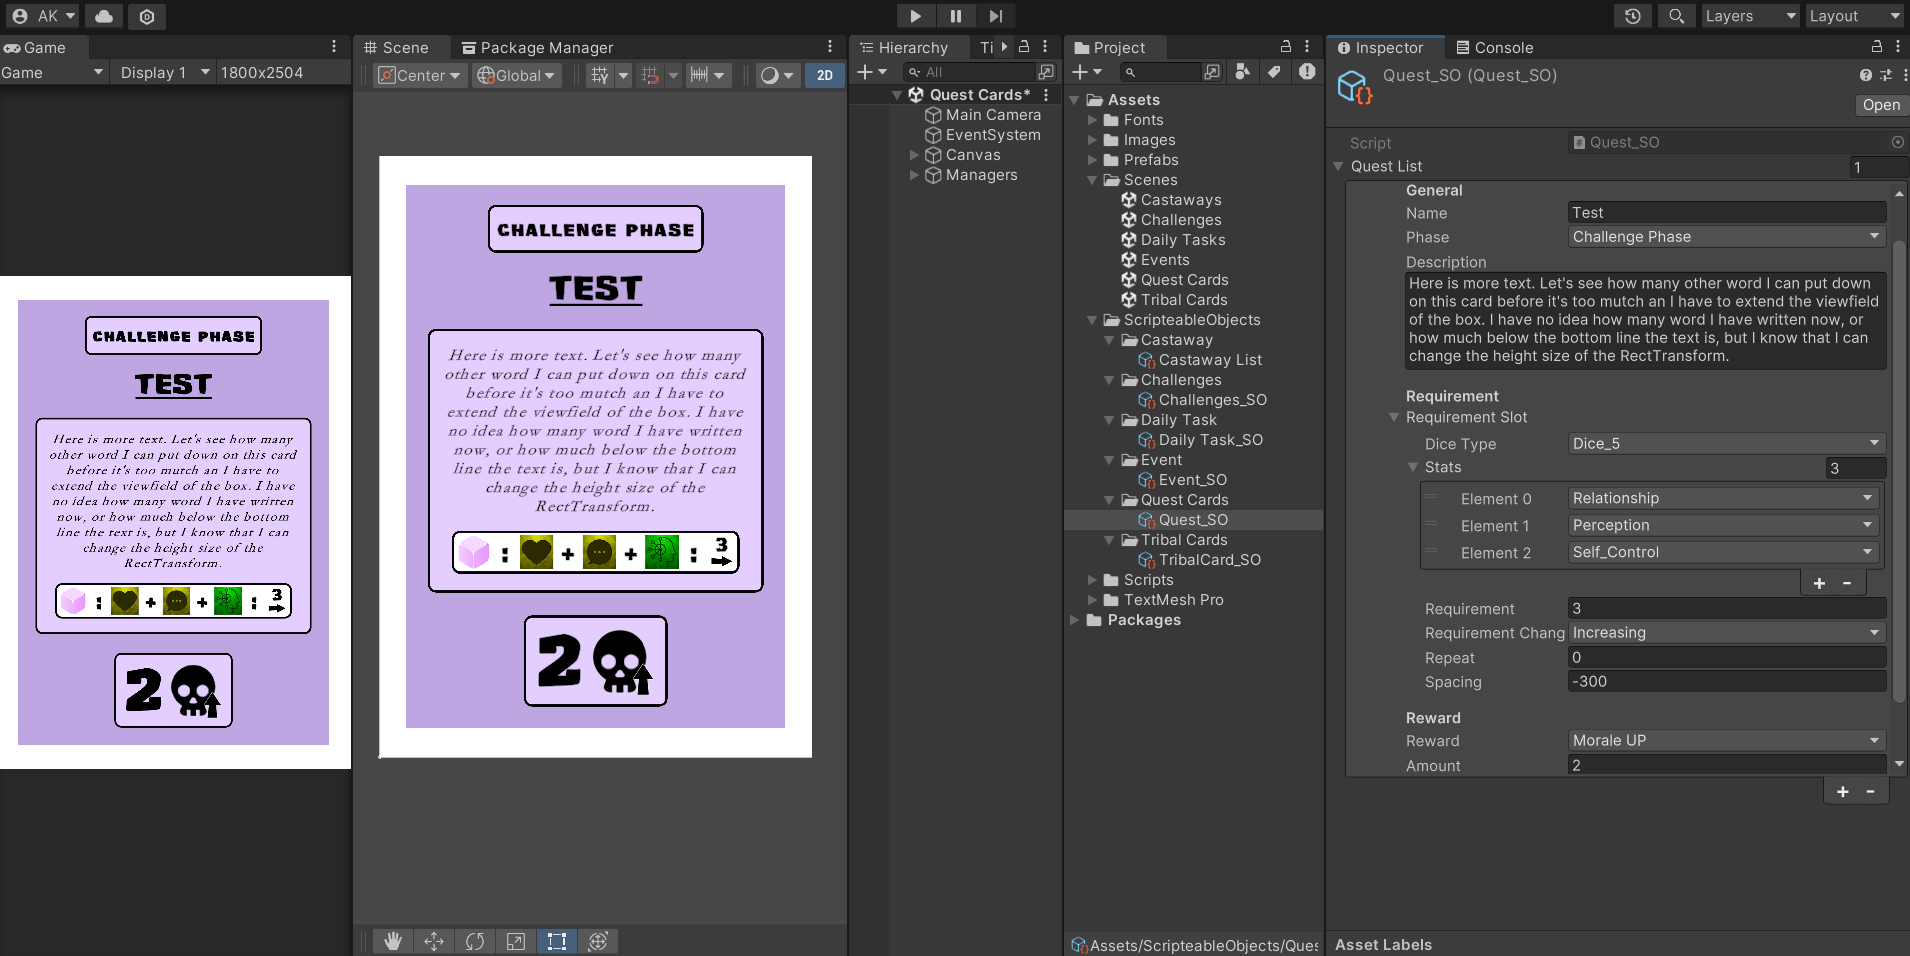 AK
Layers
Layout
Game
Game
Display 1
1800x2504
CHALLENGE PHASE
TEST
Here is more text. Let's see how many
other word I can put down on this card
before it's too mutch an I have to
extend the viewfield of the box. I have
no idea how many word I have written
now, or how much below the bottom
line the text is, but I know that I can
change the height size of the
RectTransform.
: + + : 3
2
Scene
Package Manager
Center
Global
2D
CHALLENGE PHASE
TEST
Here is more text. Let's see how many
other word I can put down on this card
before it's too mutch an I have to
extend the viewfield of the box. I have
no idea how many word I have written
now, or how much below the bottom
line the text is, but I know that I can
change the height size of the
RectTransform.
: + + : 3
2
Hierarchy
Ti
All
Quest Cards*
Main Camera
EventSystem
Canvas
Managers
Project
Assets
Fonts
Images
Prefabs
Scenes
Castaways
Challenges
Daily Tasks
Events
Quest Cards
Tribal Cards
ScripteableObjects
Castaway
Castaway List
Challenges
Challenges_SO
Daily Task
Daily Task_SO
Event
Event_SO
Quest Cards
Quest_SO
Tribal Cards
TribalCard_SO
Scripts
TextMesh Pro
Packages
Assets/ScripteableObjects/Ques
Inspector
Console
Quest_SO (Quest_SO)
Open
Script Quest_SO
Quest List 1
General
Name Test
Phase Challenge Phase
Description
Here is more text. Let's see how many other word I can put down
on this card before it's too mutch an I have to extend the viewfield
of the box. I have no idea how many word I have written now, or
how much below the bottom line the text is, but I know that I can
change the height size of the RectTransform.
Requirement
Requirement Slot
Dice Type Dice_5
Stats 3
Element 0 Relationship
Element 1 Perception
Element 2 Self_Control
+ -
Requirement 3
Requirement Chang Increasing
Repeat 0
Spacing -300
Reward
Reward Morale UP
Amount 2
+ -
Asset Labels